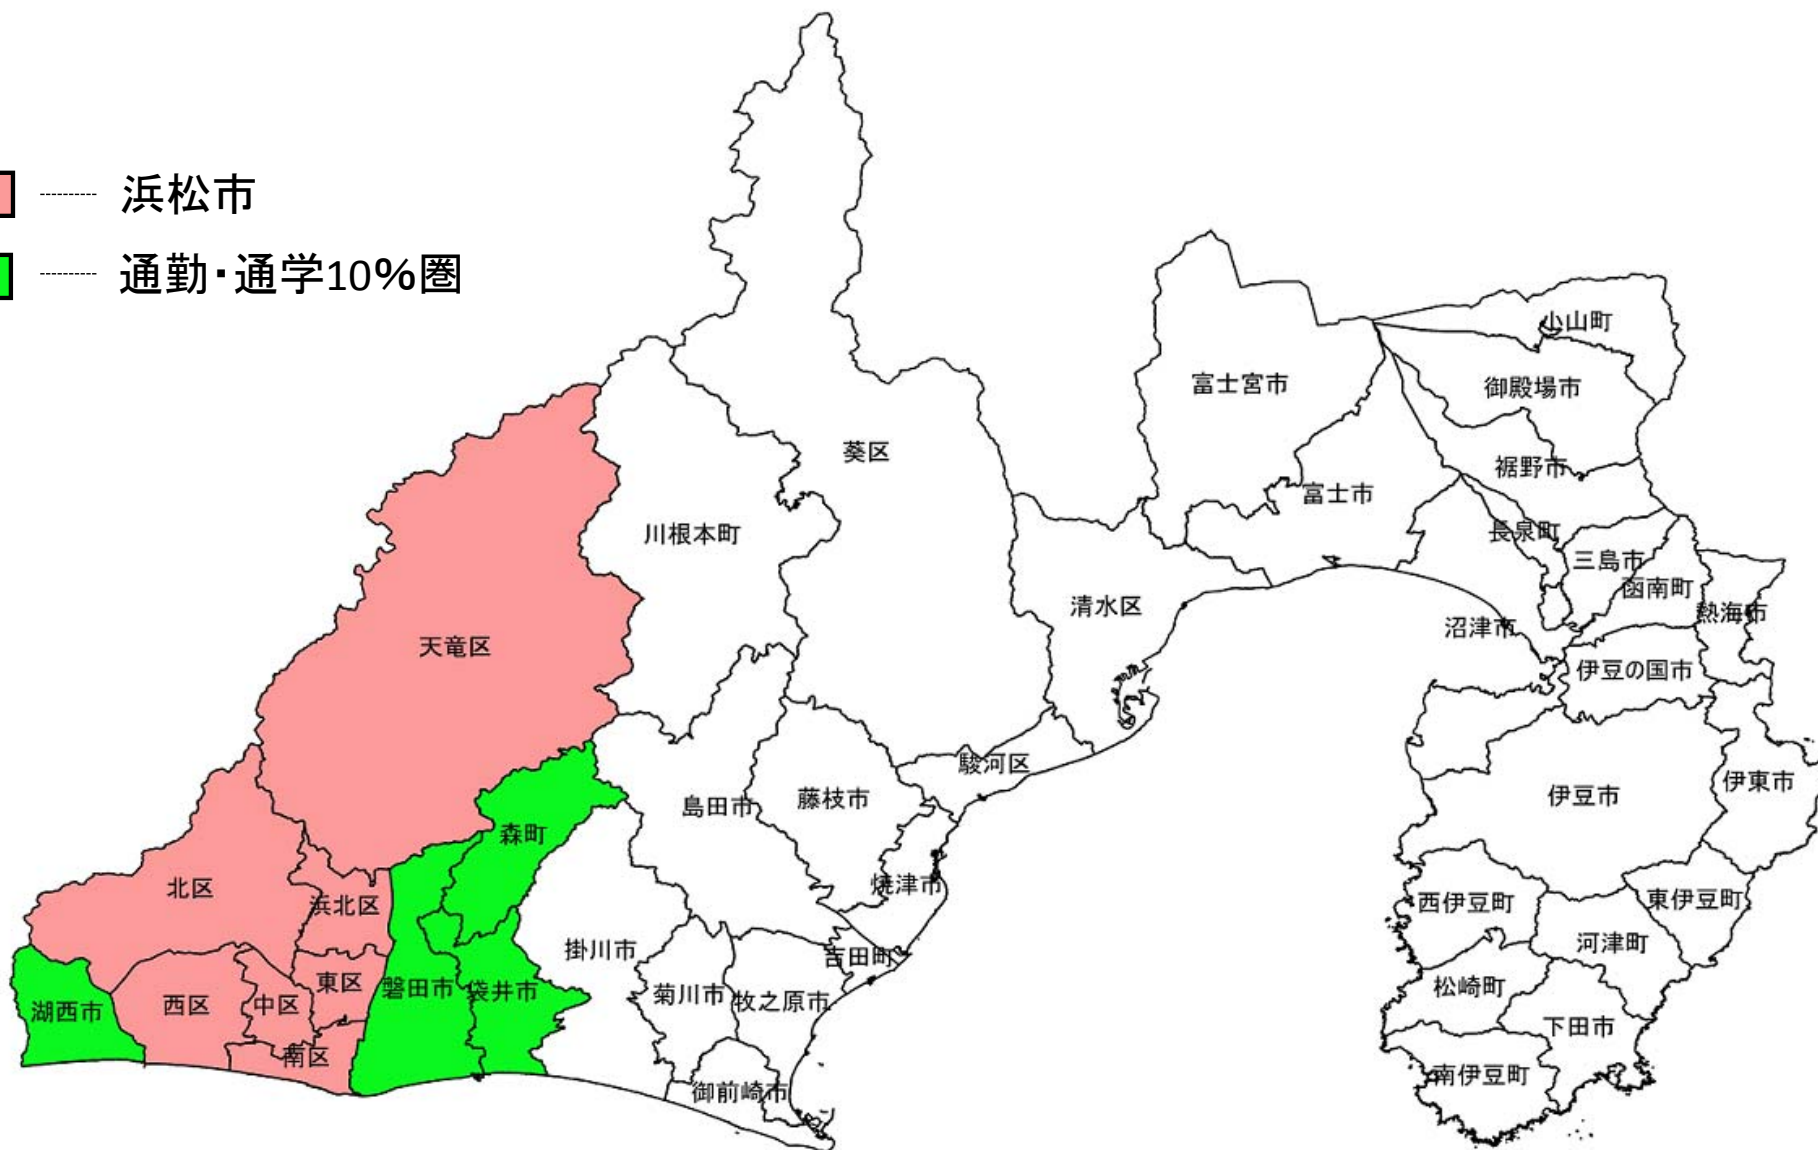 浜松市
通勤・通学10％圏
小山町
富士宮市
御殿場市
葵区
裾野市
富士市
川根本町
長泉町
三島市
函南町
清水区
熱海市
沼津市
天竜区
伊豆の国市
駿河区
伊東市
島田市
藤枝市
伊豆市
森町
焼津市
北区
浜北区
西伊豆町
東伊豆町
掛川市
吉田町
河津町
東区
磐田市
袋井市
松崎町
湖西市
西区
中区
菊川市
牧之原市
下田市
南区
南伊豆町
御前崎市